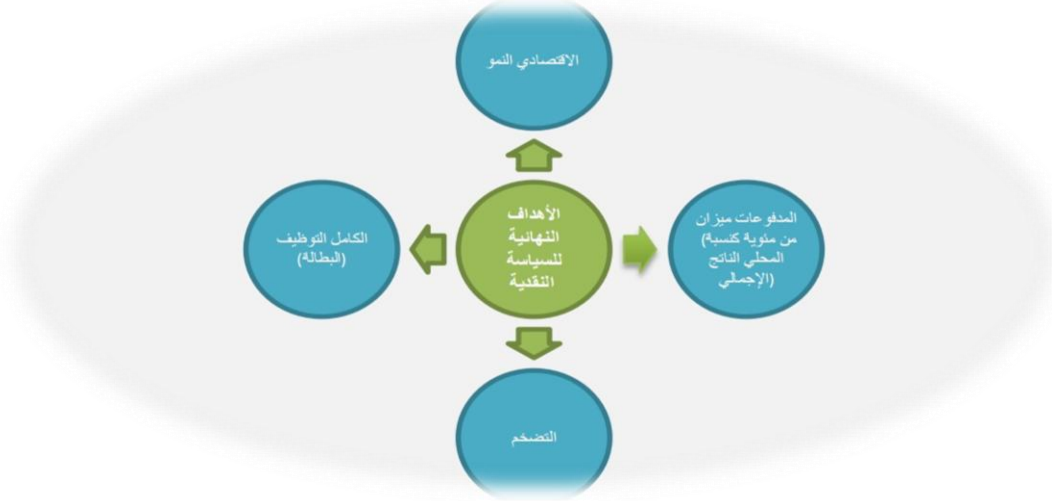 الاقتصادي النمو
المدفوعات ميزان
(من مئوية كنسبة
المحلي الناتج
(الإجمالي
الأهداف
النهائية
للسياسة
النقدية
الكامل التوظيف
(البطالة)
التضخم